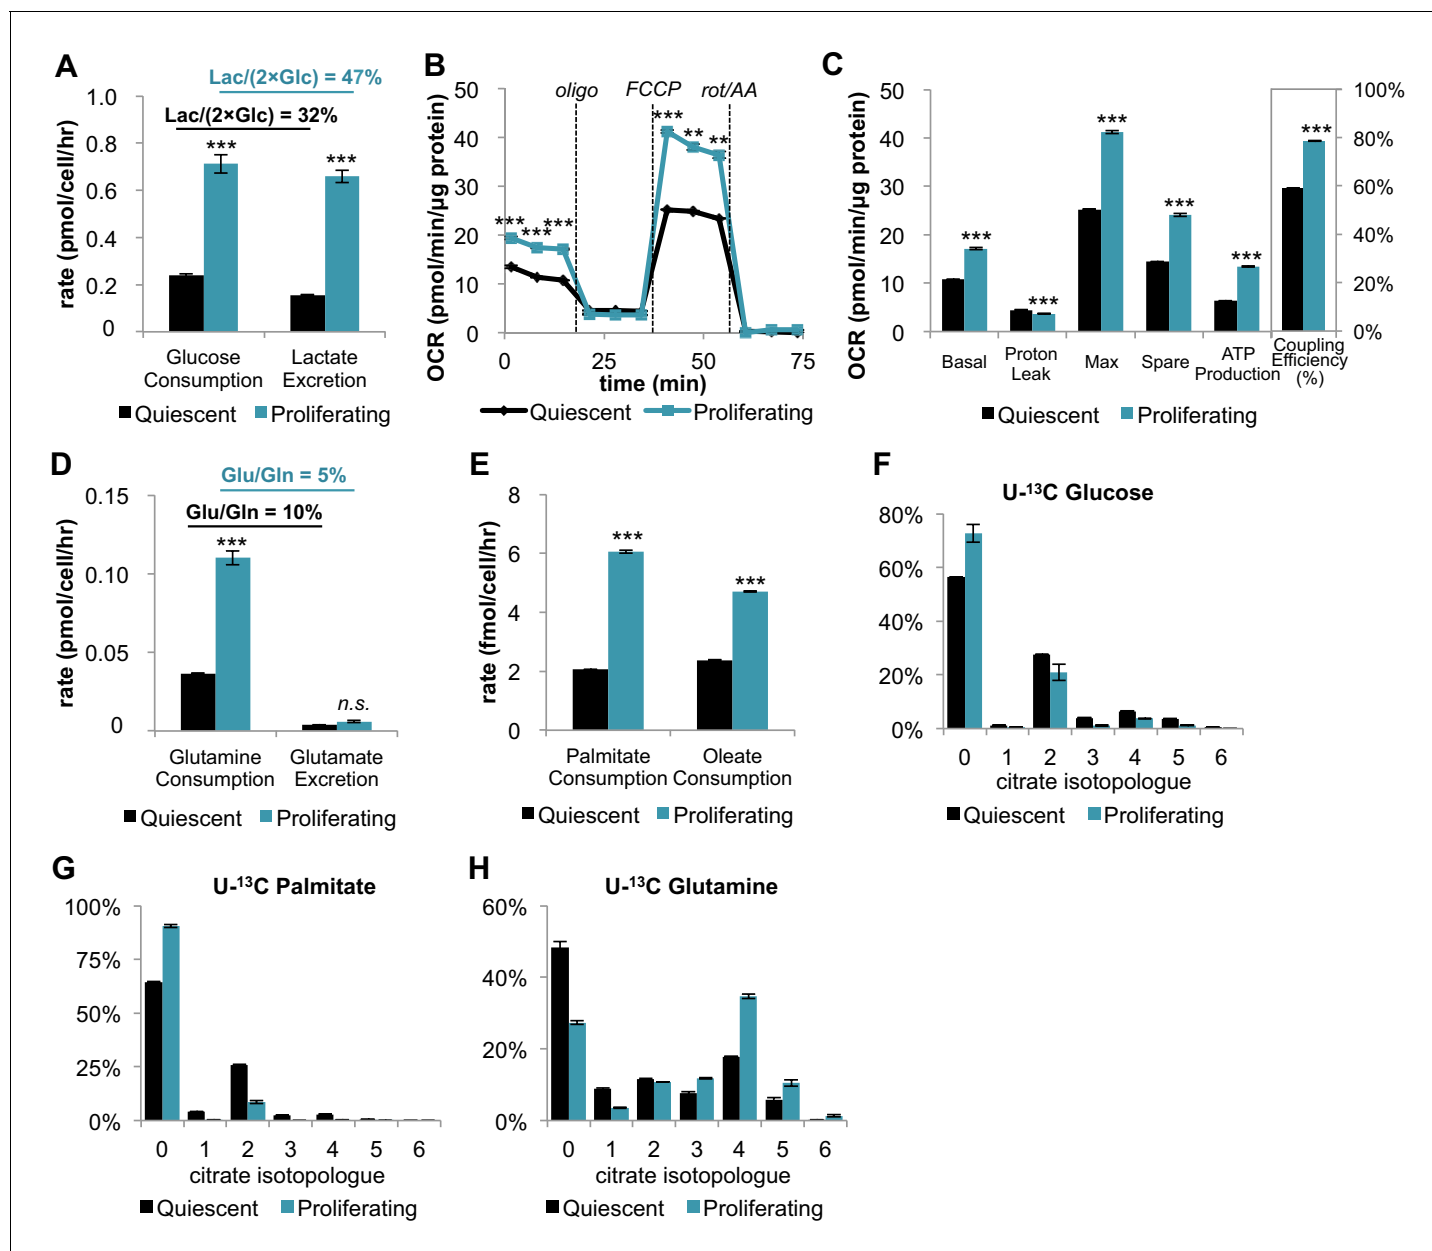 A
Lac/(2×Glc) = 47%
Lac/(2×Glc) = 32%
rate (pmol/cell/hr)
1.0
0.8
0.6
0.4
0.2
0
***
***
Glucose Consumption
Lactate Excretion
Quiescent
Proliferating
B
OCR (pmol/min/µg protein)
50
40
30
20
10
0
oligo
FCCP
rot/AA
***
***
***
***
**
**
0
25
50
75
time (min)
Quiescent
Proliferating
C
OCR (pmol/min/µg protein)
50
40
30
20
10
0
***
***
***
***
***
***
100%
80%
60%
40%
20%
0%
Basal
Proton Leak
Max
Spare
ATP Production
Coupling Efficiency (%)
Quiescent
Proliferating
D
Glu/Gln = 5%
Glu/Gln = 10%
rate (pmol/cell/hr)
0.15
0.10
0.05
0
***
n.s.
Glutamine Consumption
Glutamate Excretion
Quiescent
Proliferating
E
rate (fmol/cell/hr)
8
6
4
2
0
***
***
Palmitate Consumption
Oleate Consumption
Quiescent
Proliferating
F
U-¹³C Glucose
80%
60%
40%
20%
0%
0 1 2 3 4 5 6
citrate isotopologue
Quiescent
Proliferating
G
U-¹³C Palmitate
100%
75%
50%
25%
0%
0 1 2 3 4 5 6
citrate isotopologue
Quiescent
Proliferating
H
U-¹³C Glutamine
60%
40%
20%
0%
0 1 2 3 4 5 6
citrate isotopologue
Quiescent
Proliferating